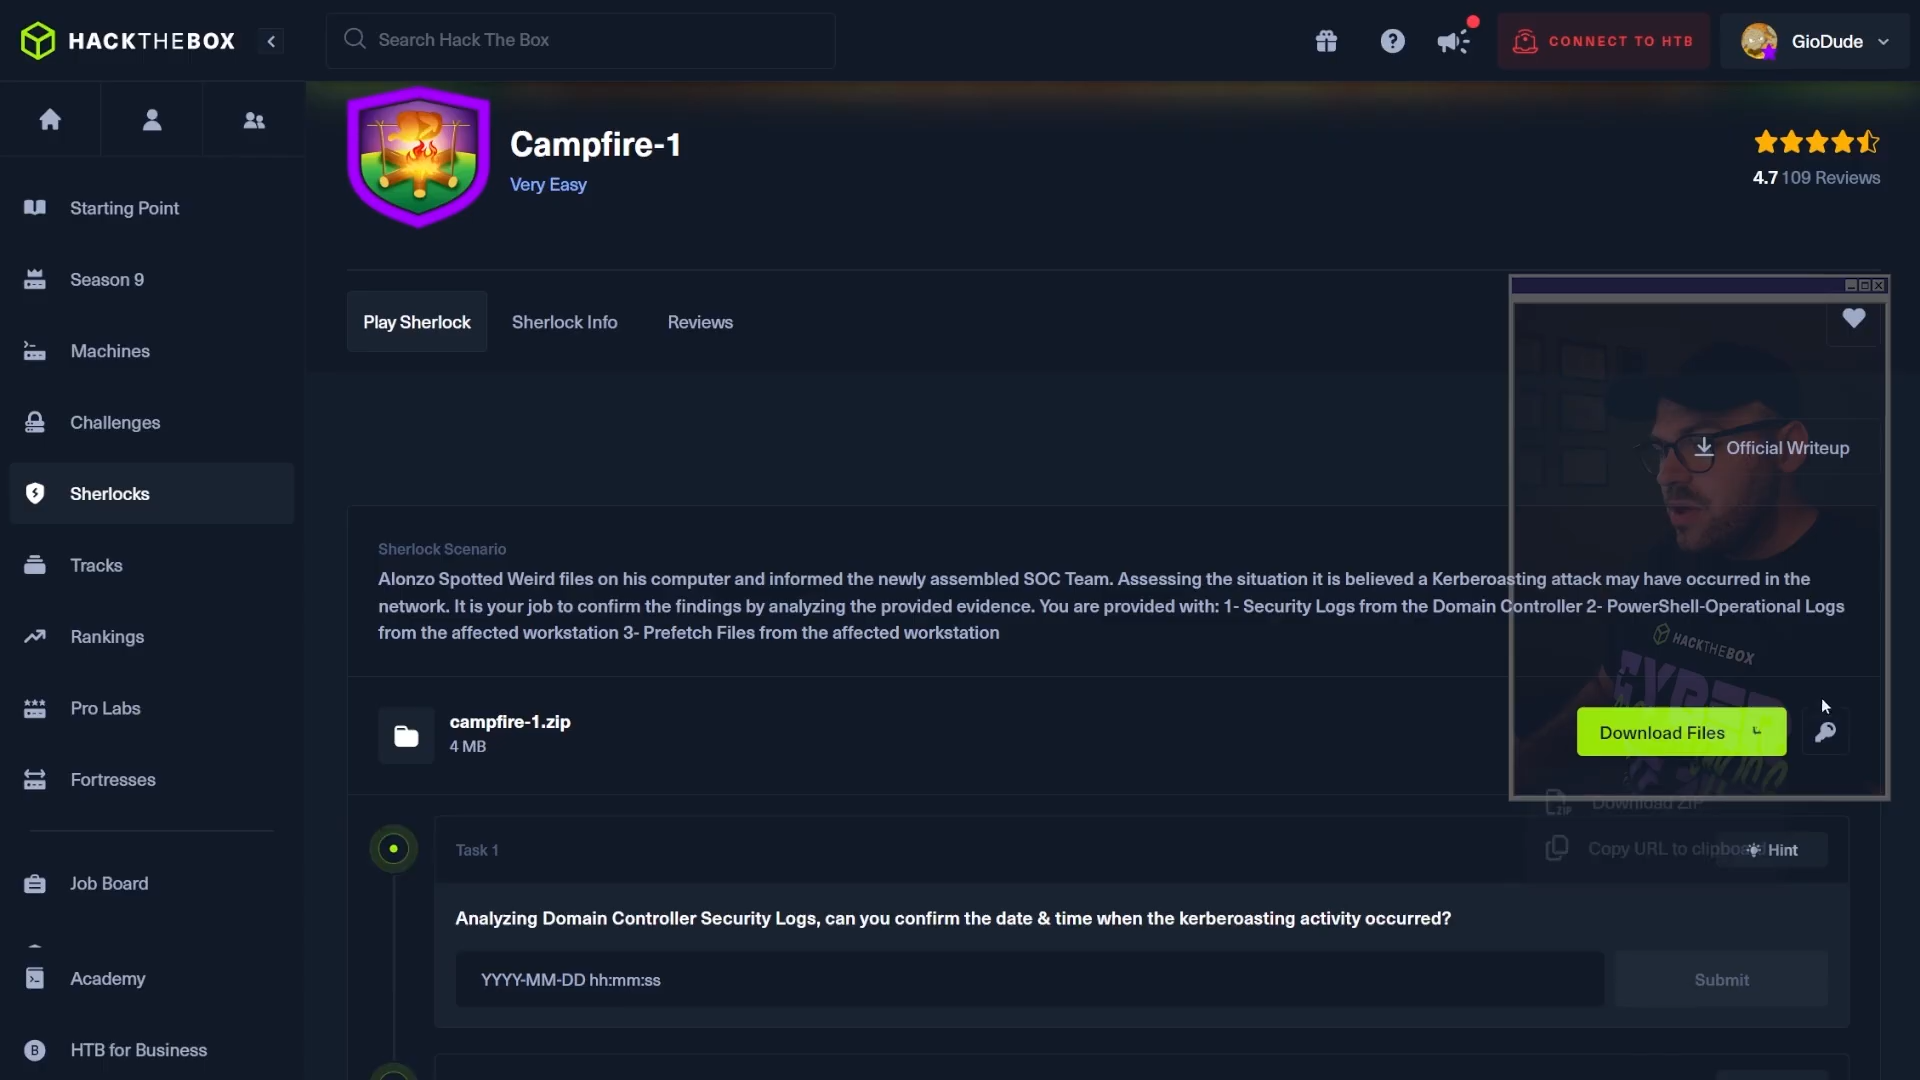 HACKTHEBOX
Search Hack The Box
CONNECT TO HTB
GioDude
Campfire-1
Very Easy
4.7 109 Reviews
Starting Point
Season 9
Machines
Challenges
Sherlocks
Tracks
Rankings
Pro Labs
Fortresses
Job Board
Academy
HTB for Business
Play Sherlock
Sherlock Info
Reviews
Official Writeup
Sherlock Scenario
Alonzo Spotted Weird files on his computer and informed the newly assembled SOC Team. Assessing the situation it is believed a Kerberoasting attack may have occurred in the
network. It is your job to confirm the findings by analyzing the provided evidence. You are provided with: 1- Security Logs from the Domain Controller 2- PowerShell-Operational Logs
from the affected workstation 3- Prefetch Files from the affected workstation
HACKTHEBOX
campfire-1.zip
4 MB
Download Files
Download ZIP
Copy URL to clipboard
Task 1
Hint
Analyzing Domain Controller Security Logs, can you confirm the date & time when the kerberoasting activity occurred?
YYYY-MM-DD hh:mm:ss
Submit